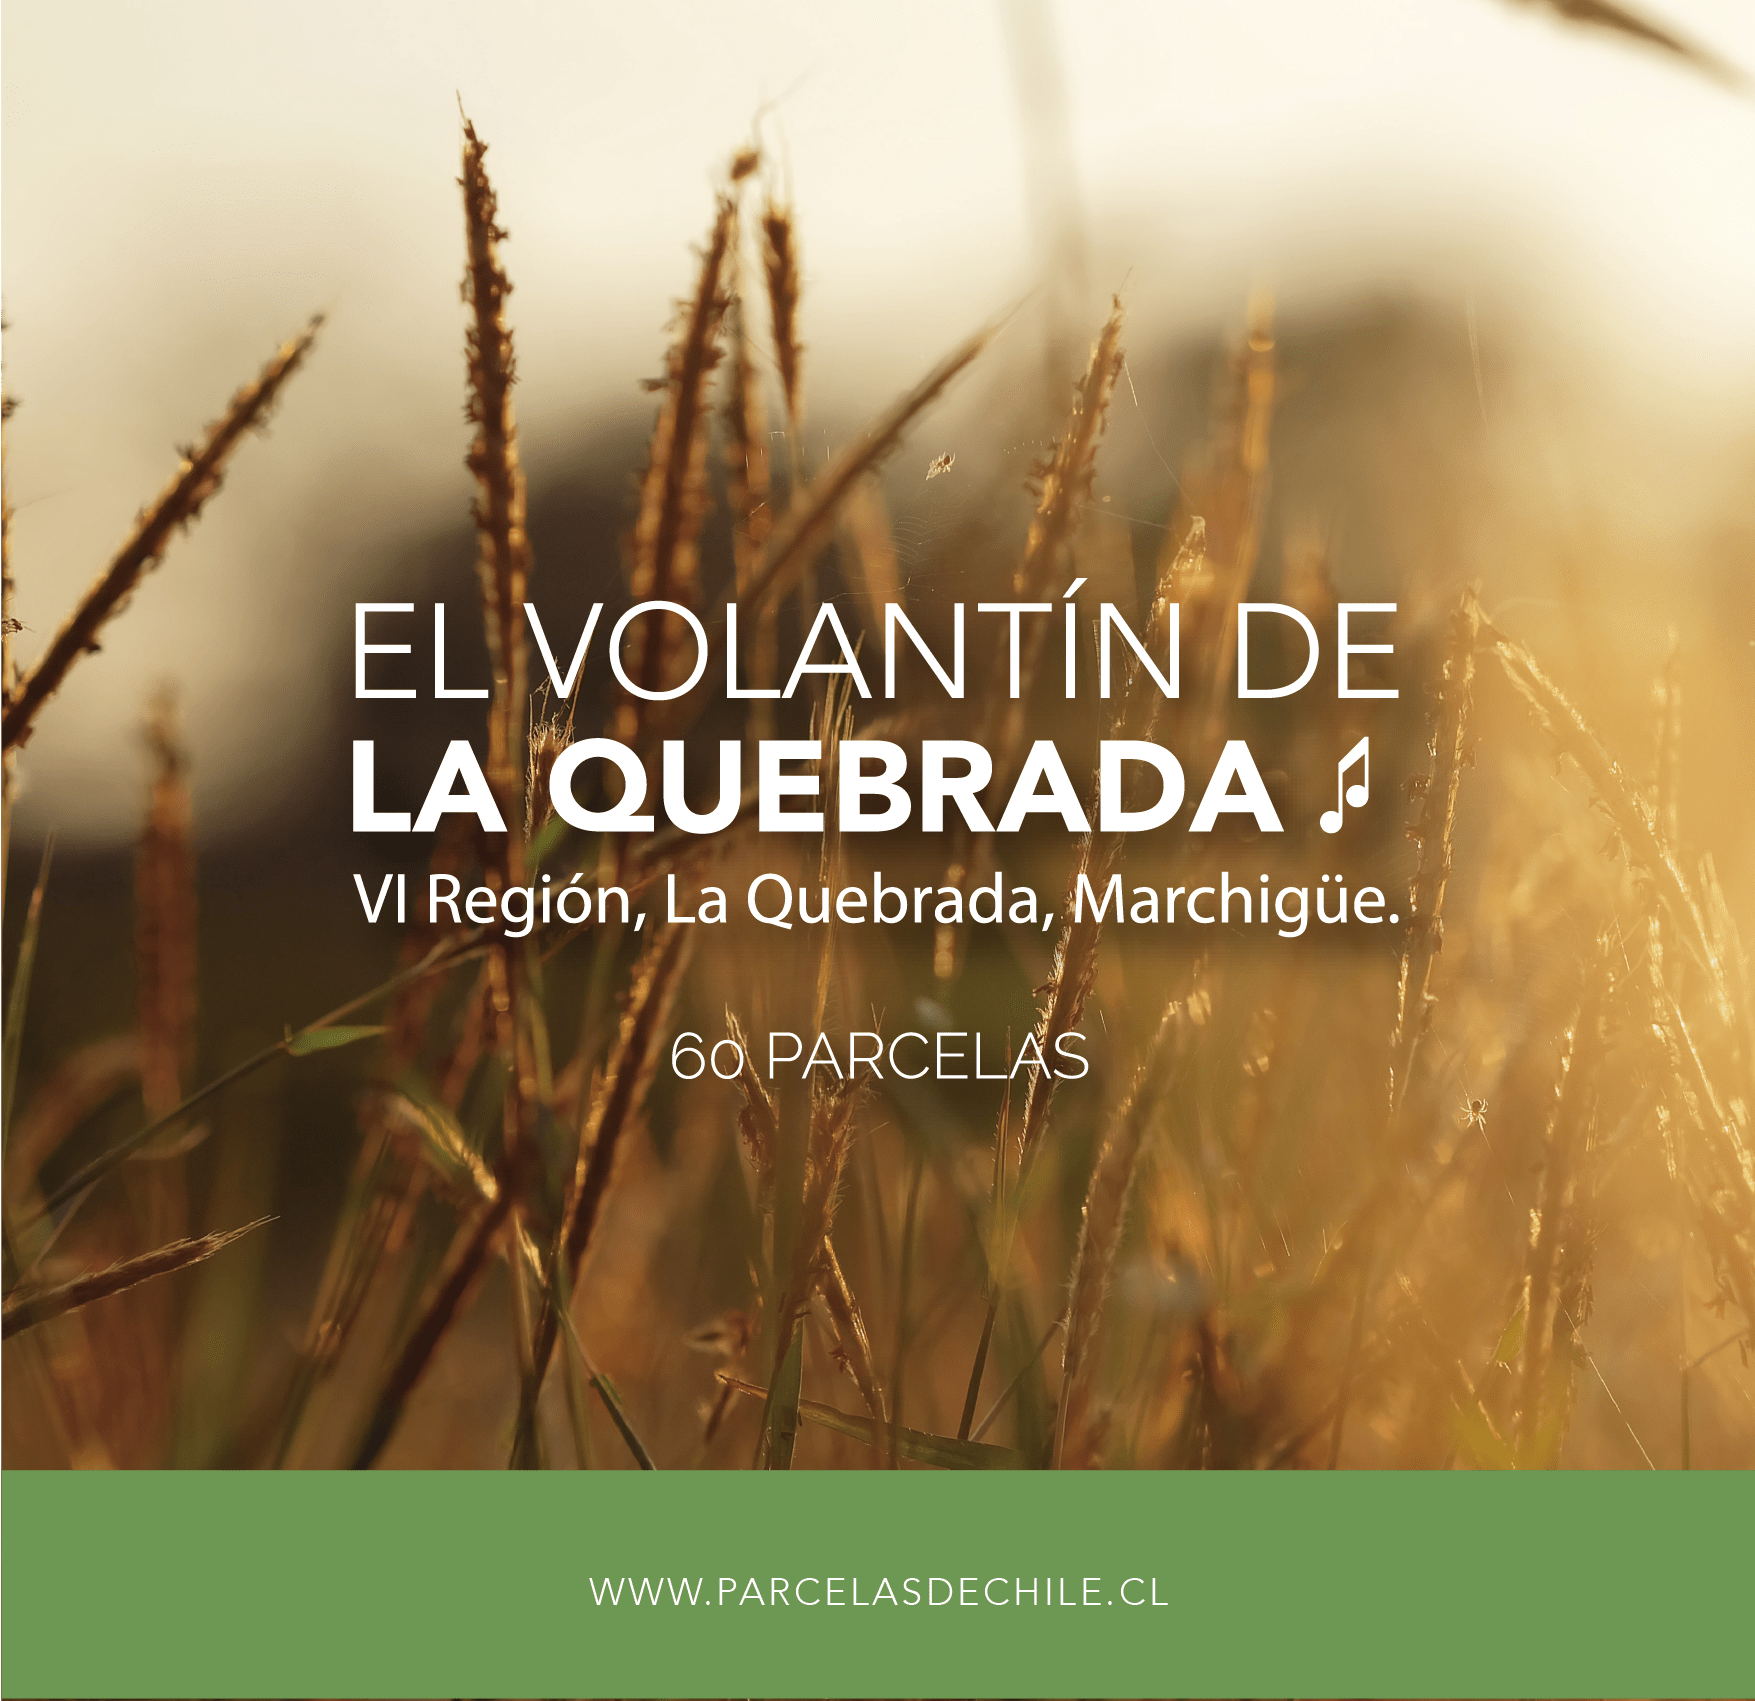 EL VOLANTÍN DE
LA QUEBRADA
VI Región, La Quebrada, Marchigüe.
60 PARCELAS
WWW.PARCELASDECHILE.CL